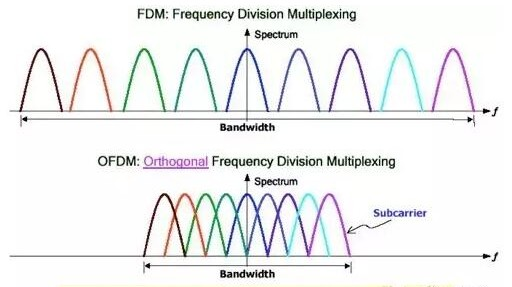 FDM: Frequency Division Multiplexing
Spectrum
f
Bandwidth
OFDM: Orthogonal Frequency Division Multiplexing
Spectrum
Subcarrier
f
Bandwidth